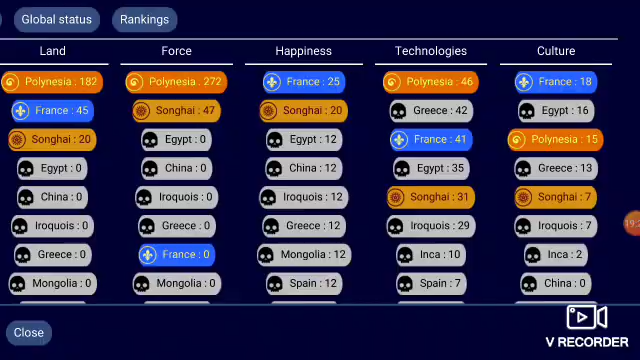 Global status Rankings
Land Force Happiness Technologies Culture
Polynesia : 182 Polynesia : 272 France : 25 Polynesia : 46 France : 18
France : 45 Songhai : 47 Songhai : 20 Greece : 42 Egypt : 16
Songhai : 20 Egypt : 0 Egypt : 12 France : 41 Polynesia : 15
Egypt : 0 China : 0 China : 12 Egypt : 35 Greece : 13
China : 0 Iroquois : 0 Iroquois : 12 Songhai : 31 Songhai : 7
Iroquois : 0 Greece : 0 Greece : 12 Iroquois : 29 Iroquois : 7
Greece : 0 France : 0 Mongolia : 12 Inca : 10 Inca : 2
Mongolia : 0 Mongolia : 0 Spain : 12 Spain : 7 China : 0
Close
V RECORDER